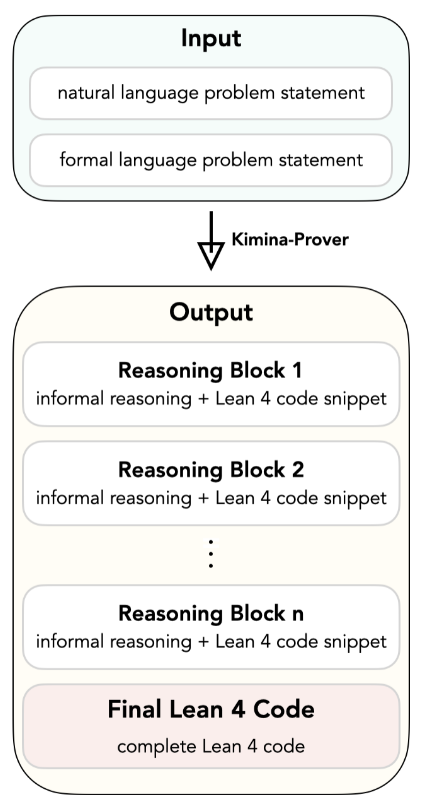 Input
natural language problem statement
formal language problem statement
Kimina-Prover
Output
Reasoning Block 1
informal reasoning + Lean 4 code snippet
Reasoning Block 2
informal reasoning + Lean 4 code snippet
⋮
Reasoning Block n
informal reasoning + Lean 4 code snippet
Final Lean 4 Code
complete Lean 4 code